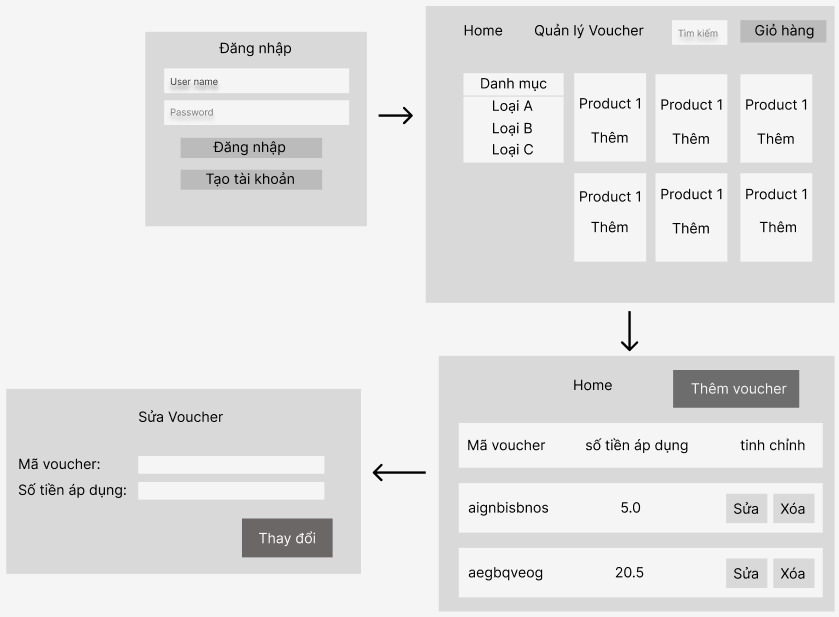 Đăng nhập
User name
Password
Đăng nhập
Tạo tài khoản
Home Quản lý Voucher Tìm kiếm Giỏ hàng
Danh mục
Loại A
Loại B
Loại C
Product 1 Product 1 Product 1
Thêm Thêm Thêm
Product 1 Product 1 Product 1
Thêm Thêm Thêm
Home Thêm voucher
Mã voucher số tiền áp dụng tinh chỉnh
aignbisbnos 5.0 Sửa Xóa
aegbqveog 20.5 Sửa Xóa
Sửa Voucher
Mã voucher:
Số tiền áp dụng:
Thay đổi